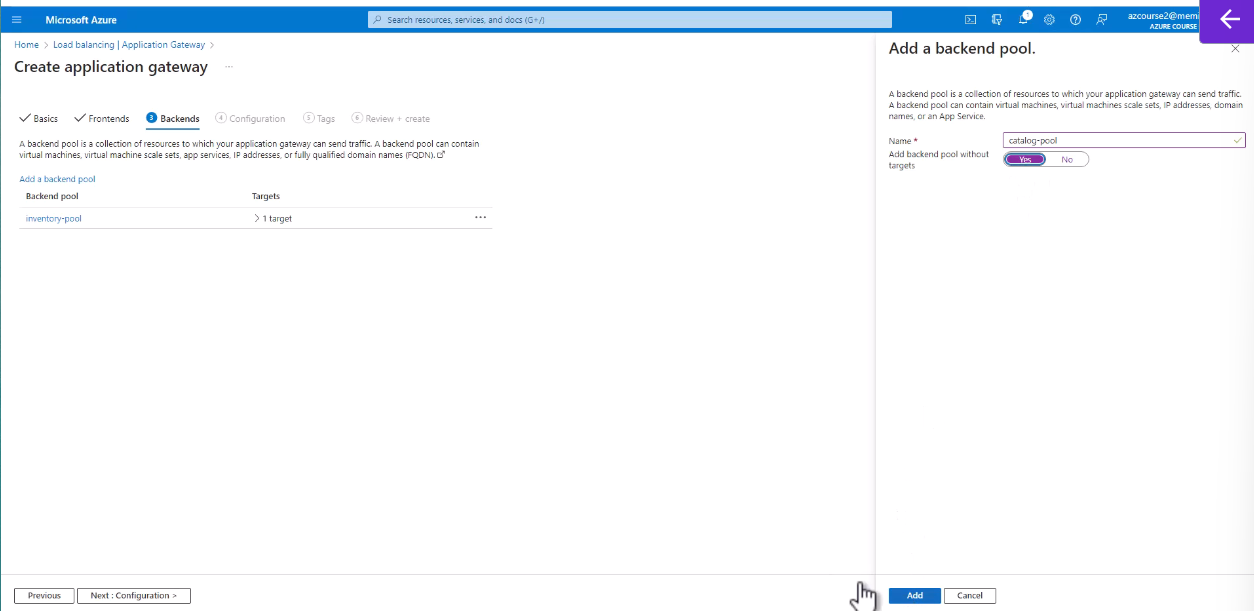 Microsoft Azure
Search resources, services, and docs (G+/)
1
azcourse2@memi
AZURE COURSE
Home > Load balancing | Application Gateway >
Create application gateway ...
Basics Frontends 3 Backends 4 Configuration 5 Tags 6 Review + create
A backend pool is a collection of resources to which your application gateway can send traffic. A backend pool can contain
virtual machines, virtual machine scale sets, app services, IP addresses, or fully qualified domain names (FQDN).
Add a backend pool
Backend pool Targets
inventory-pool > 1 target ...
Previous Next : Configuration >
Add a backend pool.
A backend pool is a collection of resources to which your application gateway can send traffic.
A backend pool can contain virtual machines, virtual machines scale sets, IP addresses, domain
names, or an App Service.
Name * catalog-pool
Add backend pool without
targets
Yes No
Add Cancel